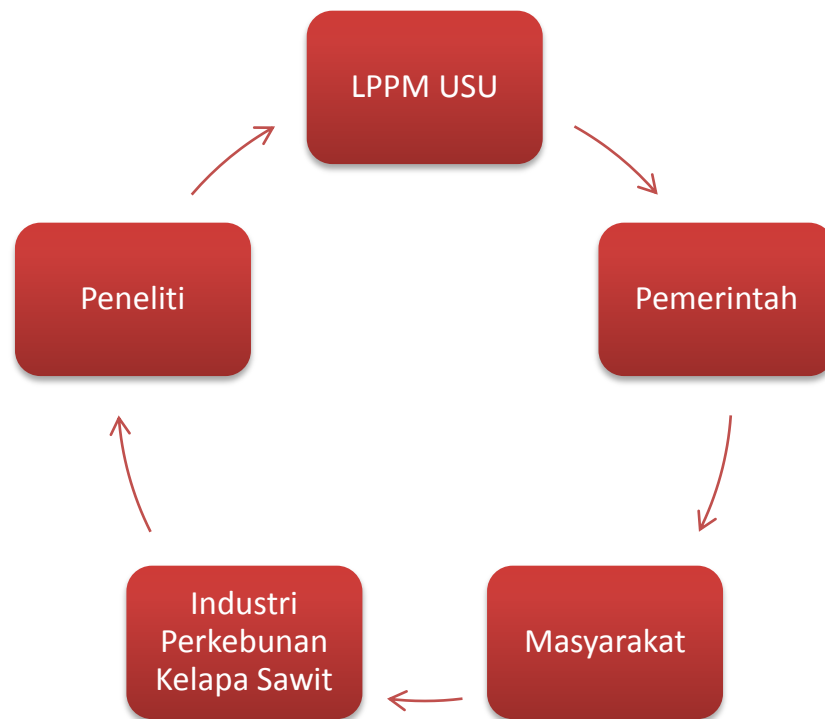 LPPM USU
Pemerintah
Masyarakat
Industri
Perkebunan
Kelapa Sawit
Peneliti